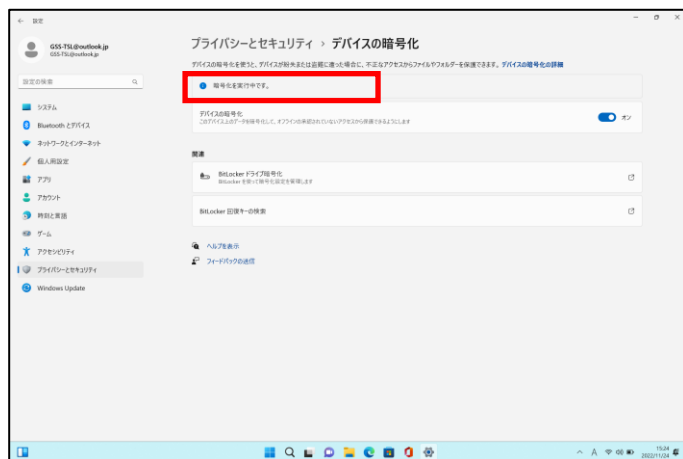 ← 設定
GSS-TSL@outlook.jp
GSS-TSL@outlook.jp
設定の検索
システム
Bluetooth とデバイス
ネットワークとインターネット
個人用設定
アプリ
アカウント
時刻と言語
ゲーム
アクセシビリティ
プライバシーとセキュリティ
Windows Update
プライバシーとセキュリティ › デバイスの暗号化
デバイスの暗号化を使うと、デバイスが紛失または盗難に遭った場合に、不正なアクセスからファイルやフォルダーを保護できます。 デバイスの暗号化の詳細
暗号化を実行中です。
デバイスの暗号化
このデバイス上のデータを暗号化して、オフラインの承認されていないアクセスから保護できるようにします
オン
関連
BitLocker ドライブ暗号化
BitLocker を使って暗号化設定を管理します
BitLocker 回復キーの検索
ヘルプを表示
フィードバックの送信
A
15:24
2022/11/24